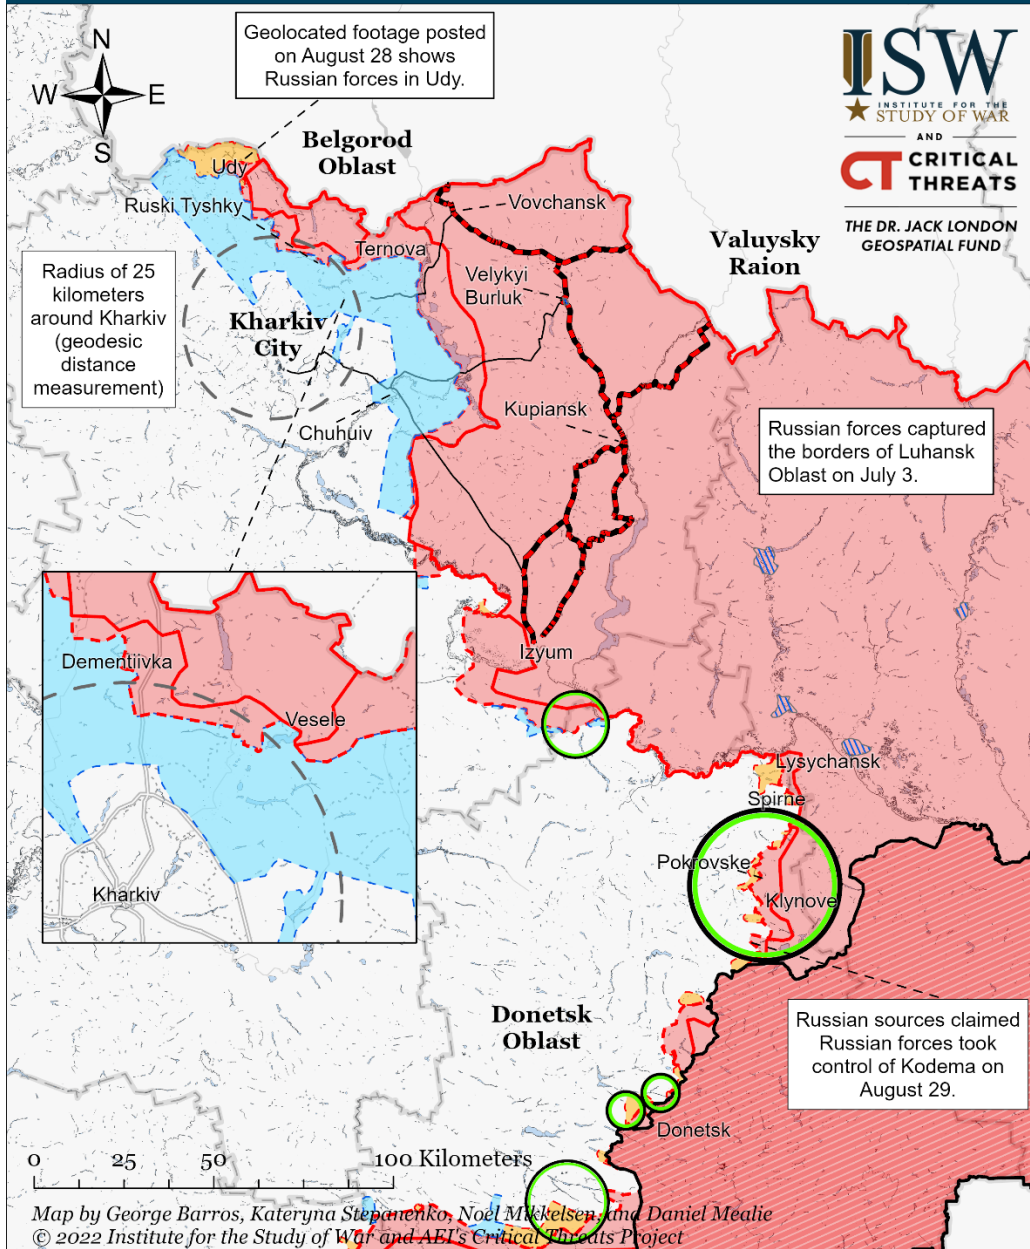 Geolocated footage posted
on August 28 shows
Russian forces in Udy.
N
W E
S
ISW
INSTITUTE FOR THE
STUDY OF WAR
AND
CT CRITICAL
THREATS
THE DR. JACK LONDON
GEOSPATIAL FUND
Belgorod
Oblast
Udy
Ruski Tyshky
Vovchansk
Ternova
Valuysky
Raion
Velykyi
Burluk
Radius of 25
kilometers
around Kharkiv
(geodesic
distance
measurement)
Kharkiv
City
Kupiansk
Chuhuiv
Russian forces captured
the borders of Luhansk
Oblast on July 3.
Izyum
Dementiivka
Vesele
Kharkiv
Lysychansk
Spirne
Pokrovske
Klynove
Donetsk
Oblast
Russian sources claimed
Russian forces took
control of Kodema on
August 29.
Donetsk
0 25 50 100 Kilometers
Map by George Barros, Kateryna Stepanenko, Noel Mikkelsen, and Daniel Mealie
© 2022 Institute for the Study of War and AEI's Critical Threats Project